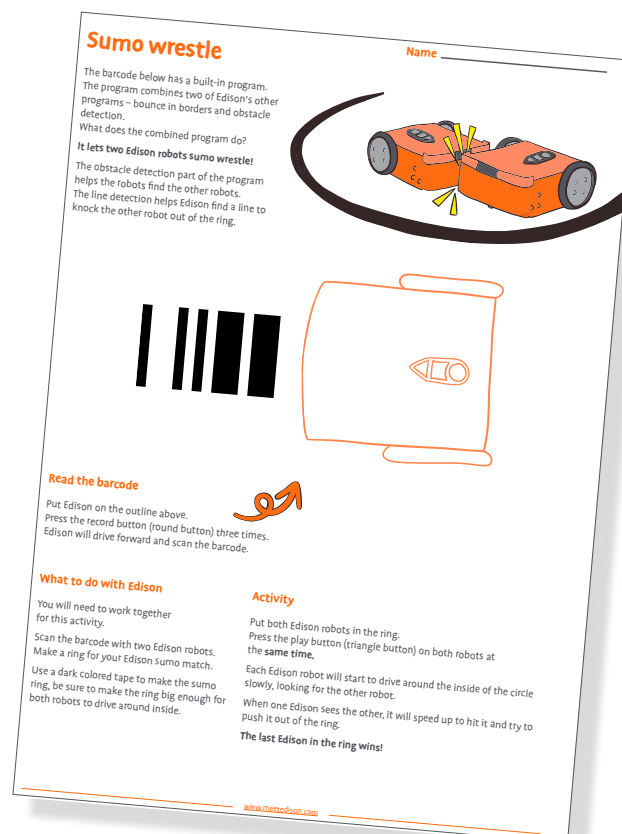 Sumo wrestle
Name
The barcode below has a built-in program.
The program combines two of Edison's other
programs – bounce in borders and obstacle
detection.
What does the combined program do?
It lets two Edison robots sumo wrestle!
The obstacle detection part of the program
helps the robots find the other robots.
The line detection helps Edison find a line to
knock the other robot out of the ring.
Read the barcode
Put Edison on the outline above.
Press the record button (round button) three times.
Edison will drive forward and scan the barcode.
What to do with Edison
You will need to work together
for this activity.
Scan the barcode with two Edison robots.
Make a ring for your Edison sumo match.
Use a dark colored tape to make the sumo
ring, be sure to make the ring big enough for
both robots to drive around inside.
Activity
Put both Edison robots in the ring.
Press the play button (triangle button) on both robots at
the same time.
Each Edison robot will start to drive around the inside of the circle
slowly, looking for the other robot.
When one Edison sees the other, it will speed up to hit it and try to
push it out of the ring.
The last Edison in the ring wins!
www.meetedison.com